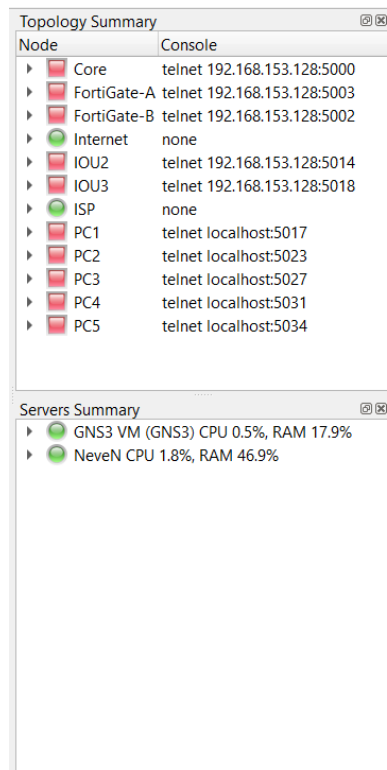 Topology Summary
Node Console
Core telnet 192.168.153.128:5000
FortiGate-A telnet 192.168.153.128:5003
FortiGate-B telnet 192.168.153.128:5002
Internet none
IOU2 telnet 192.168.153.128:5014
IOU3 telnet 192.168.153.128:5018
ISP none
PC1 telnet localhost:5017
PC2 telnet localhost:5023
PC3 telnet localhost:5027
PC4 telnet localhost:5031
PC5 telnet localhost:5034
Servers Summary
GNS3 VM (GNS3) CPU 0.5%, RAM 17.9%
NeveN CPU 1.8%, RAM 46.9%